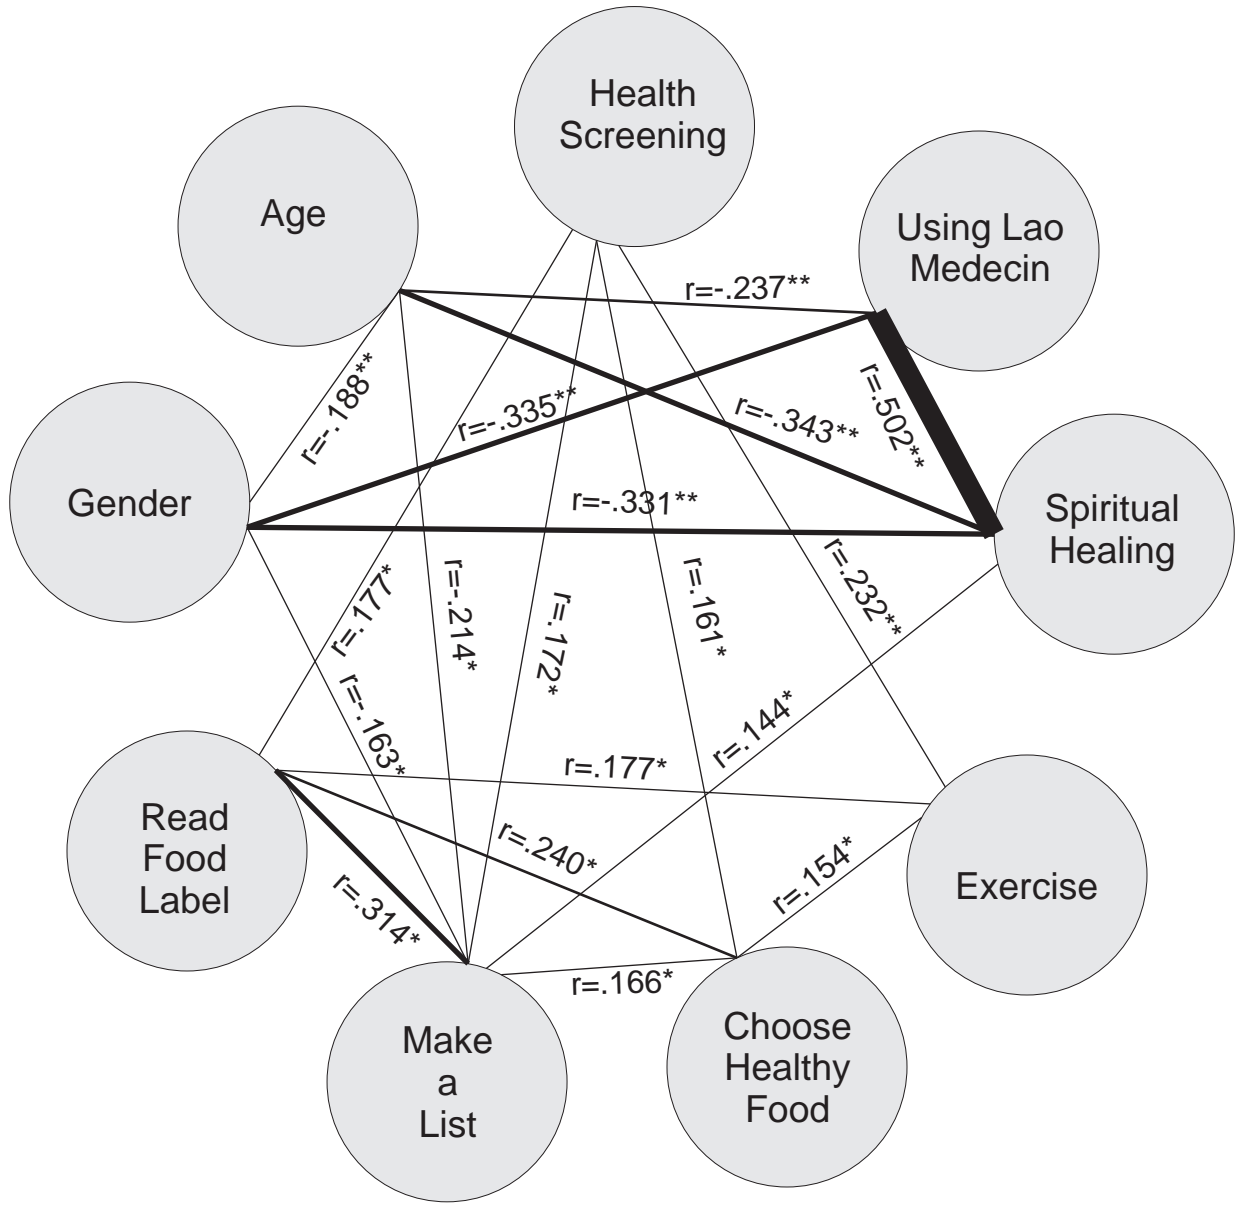 Health
Screening
Age
Using Lao
Medecin
r=-.237**
r=-.188**
r=-.335**
r=-.343**
r=.502**
Gender
r=-.331**
Spiritual
Healing
r=.177*
r=-.214*
r=.172*
r=.161*
r=.232**
r=-.163*
r=.144*
r=.177*
Read
Food
Label
r=.240*
r=.154*
Exercise
r=.314*
r=.166*
Make
a
List
Choose
Healthy
Food